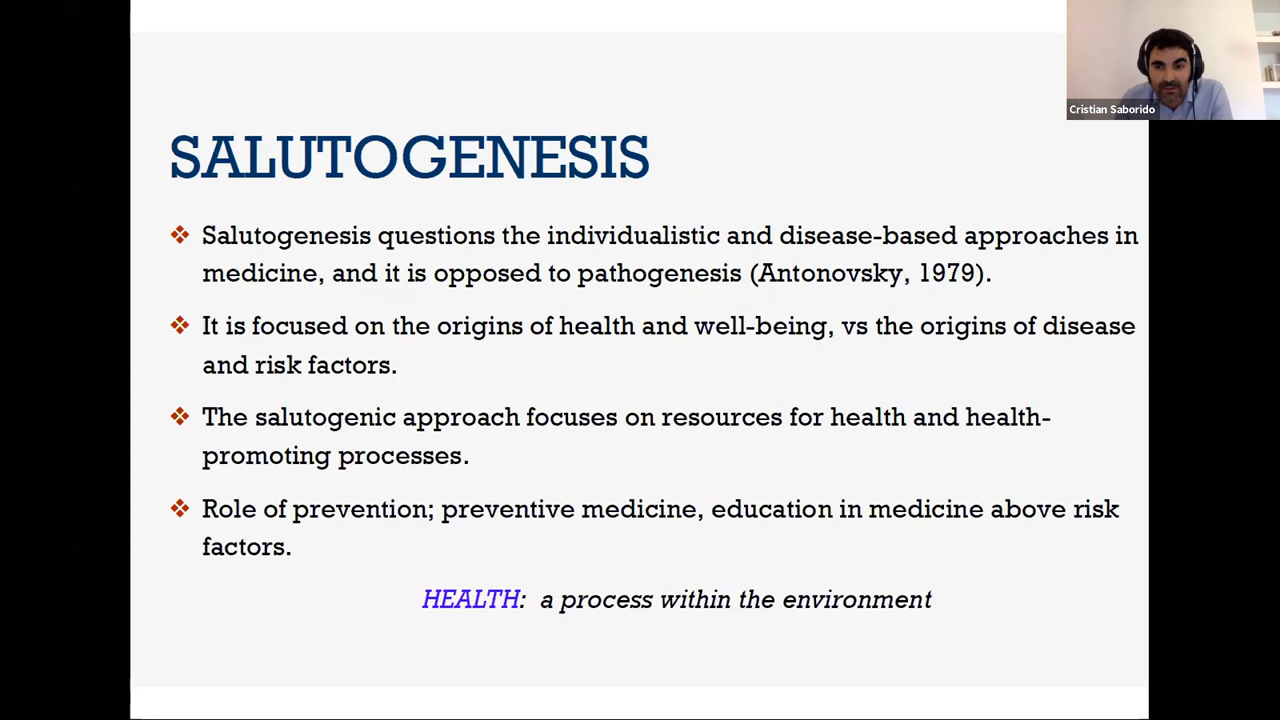 Cristian Saborido
SALUTOGENESIS
❖ Salutogenesis questions the individualistic and disease-based approaches in
medicine, and it is opposed to pathogenesis (Antonovsky, 1979).
❖ It is focused on the origins of health and well-being, vs the origins of disease
and risk factors.
❖ The salutogenic approach focuses on resources for health and health-
promoting processes.
❖ Role of prevention; preventive medicine, education in medicine above risk
factors.
HEALTH: a process within the environment